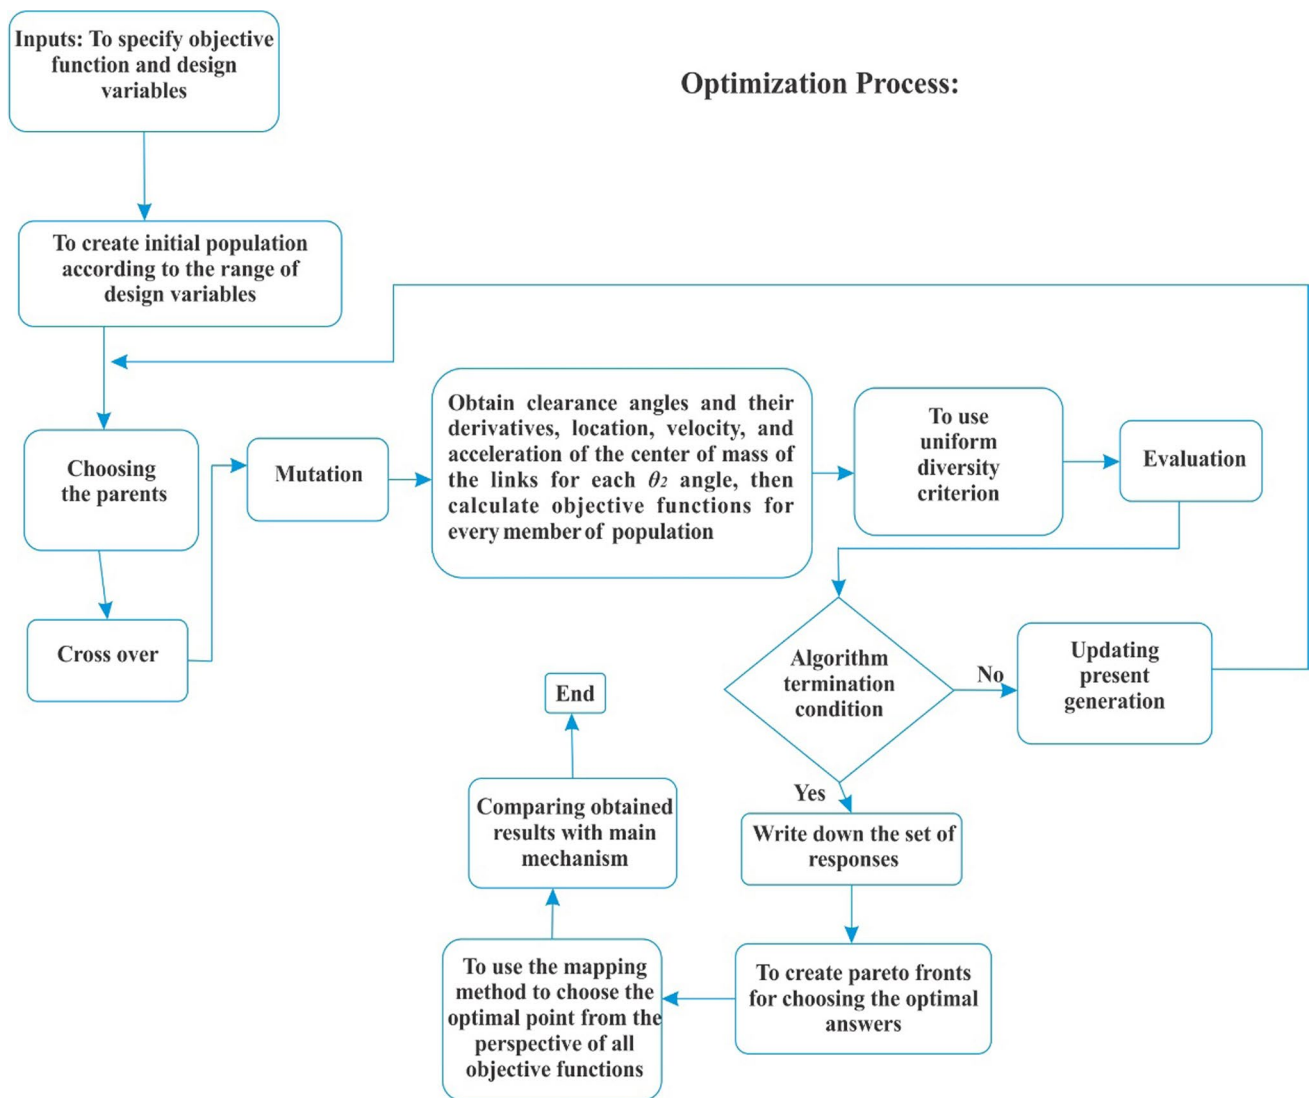 Optimization Process:
Inputs: To specify objective
function and design
variables
To create initial population
according to the range of
design variables
Choosing
the parents
Cross over
Mutation
Obtain clearance angles and their
derivatives, location, velocity, and
acceleration of the center of mass of
the links for each θ₂ angle, then
calculate objective functions for
every member of population
To use
uniform
diversity
criterion
Evaluation
Algorithm
termination
condition
No
Updating
present
generation
Yes
Write down the set of
responses
To create pareto fronts
for choosing the optimal
answers
To use the mapping
method to choose the
optimal point from the
perspective of all
objective functions
Comparing obtained
results with main
mechanism
End